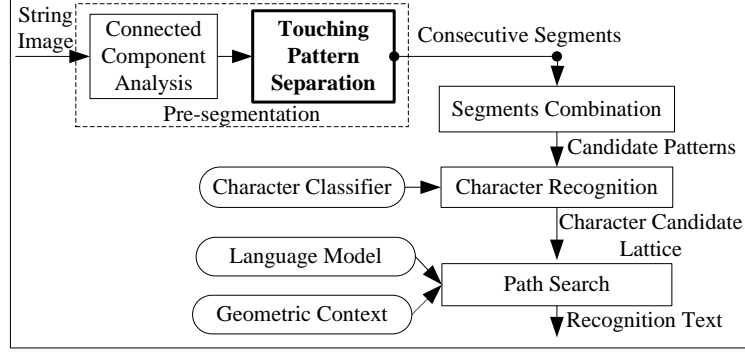 String
Image
Connected
Component
Analysis
Touching
Pattern
Separation
Pre-segmentation
Consecutive Segments
Segments Combination
Candidate Patterns
Character Classifier
Character Recognition
Character Candidate
Lattice
Language Model
Geometric Context
Path Search
Recognition Text